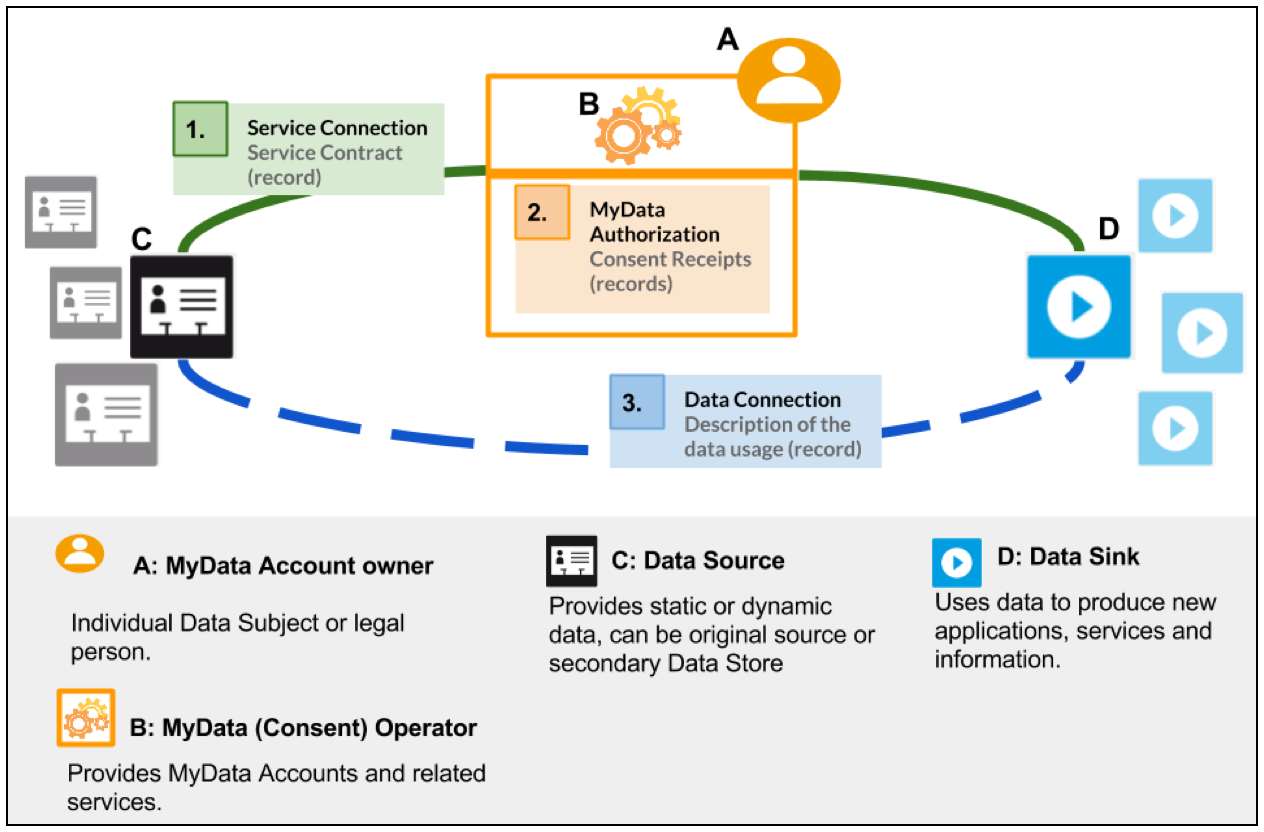 A
B
1.
Service Connection
Service Contract
(record)
2.
MyData
Authorization
Consent Receipts
(records)
C
D
3.
Data Connection
Description of the
data usage (record)
A: MyData Account owner
Individual Data Subject or legal
person.
B: MyData (Consent) Operator
Provides MyData Accounts and related
services.
C: Data Source
Provides static or dynamic
data, can be original source or
secondary Data Store
D: Data Sink
Uses data to produce new
applications, services and
information.